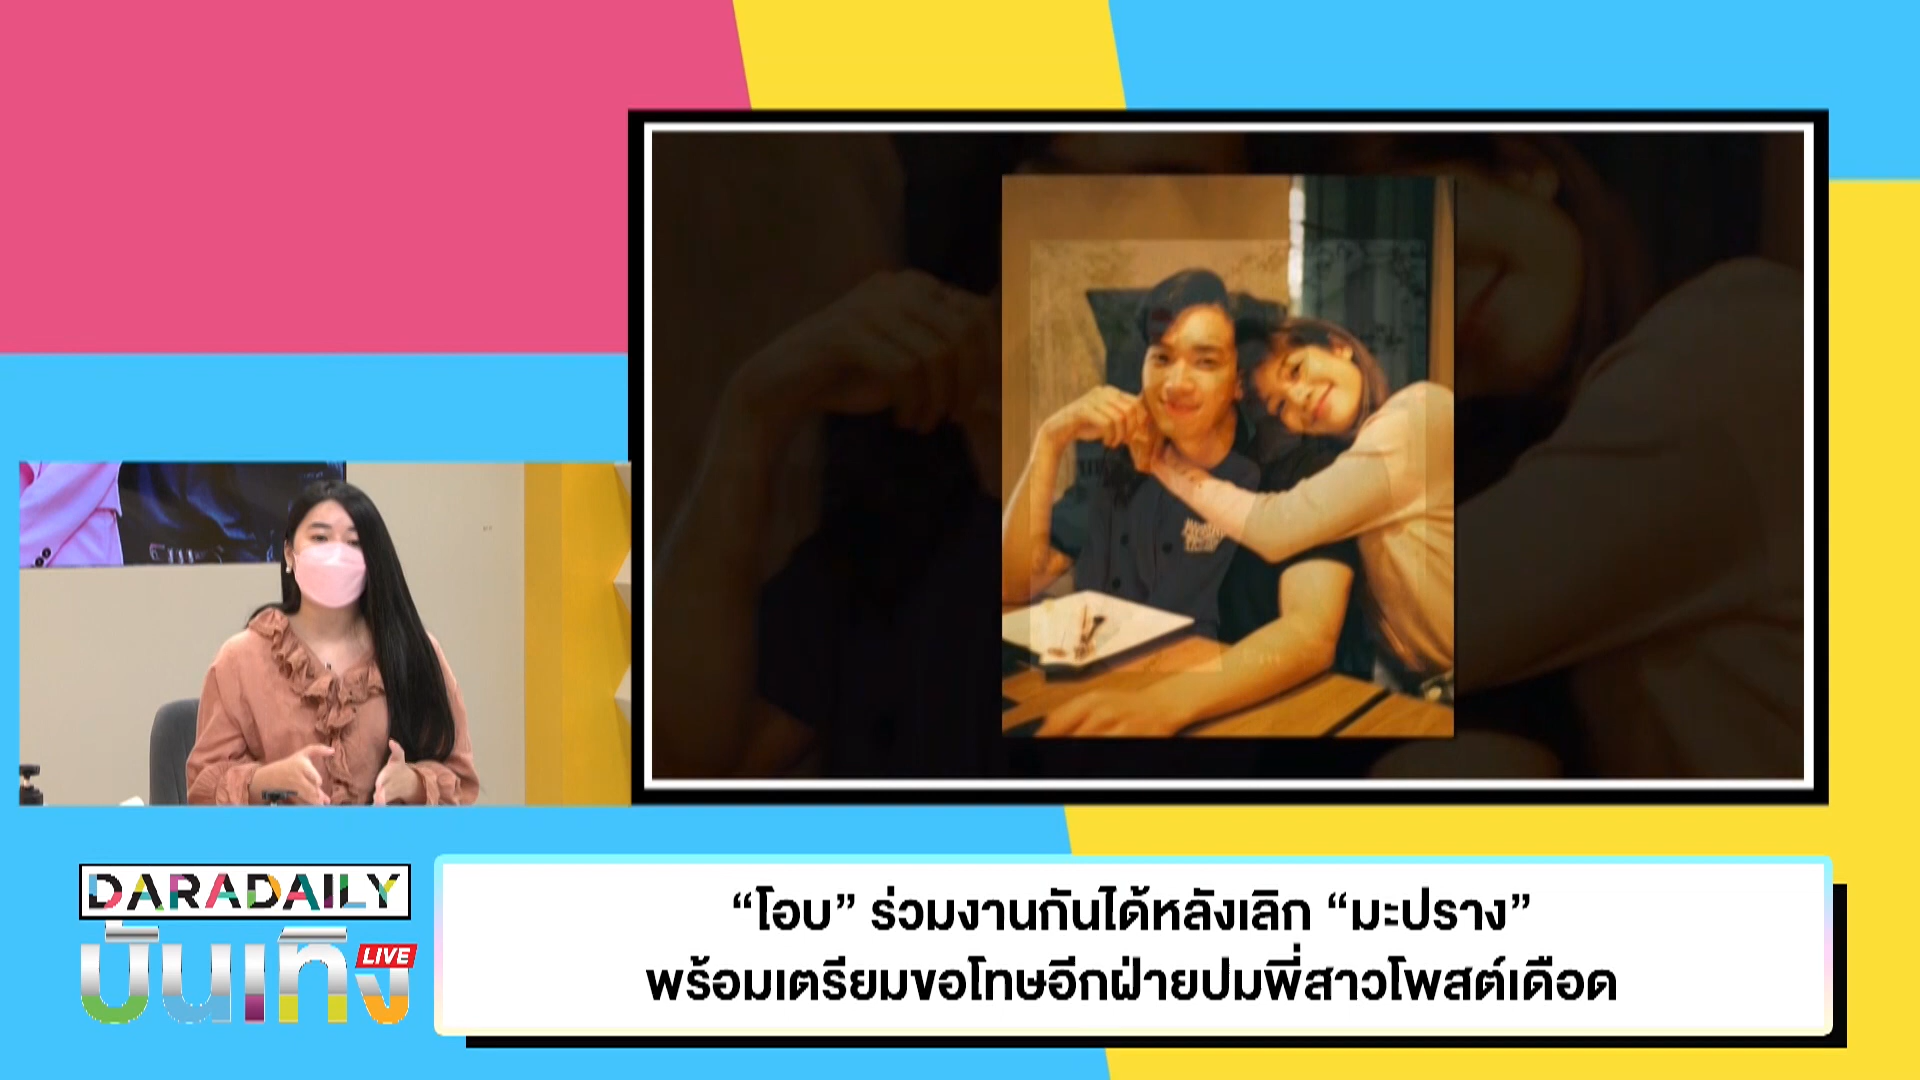 DARADAILY
บันเทิง
LIVE
“โอบ” ร่วมงานกันได้หลังเลิก “มะปราง”
พร้อมเตรียมขอโทษอีกฝ่ายปมพี่สาวโพสต์เดือด